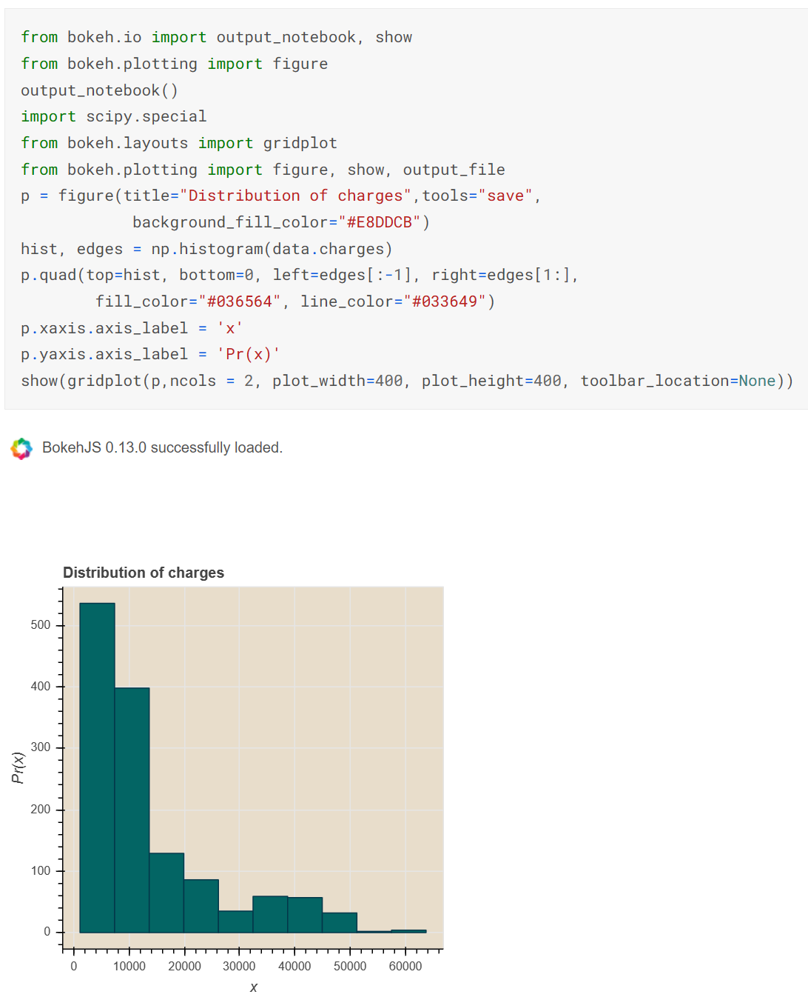 from bokeh.io import output_notebook, show
from bokeh.plotting import figure
output_notebook()
import scipy.special
from bokeh.layouts import gridplot
from bokeh.plotting import figure, show, output_file
p = figure(title="Distribution of charges",tools="save",
            background_fill_color="#E8DDCB")
hist, edges = np.histogram(data.charges)
p.quad(top=hist, bottom=0, left=edges[:-1], right=edges[1:],
        fill_color="#036564", line_color="#033649")
p.xaxis.axis_label = 'x'
p.yaxis.axis_label = 'Pr(x)'
show(gridplot(p,ncols = 2, plot_width=400, plot_height=400, toolbar_location=None))
BokehJS 0.13.0 successfully loaded.
Distribution of charges
500
400
300
200
100
0
Pr(x)
0 10000 20000 30000 40000 50000 60000
x